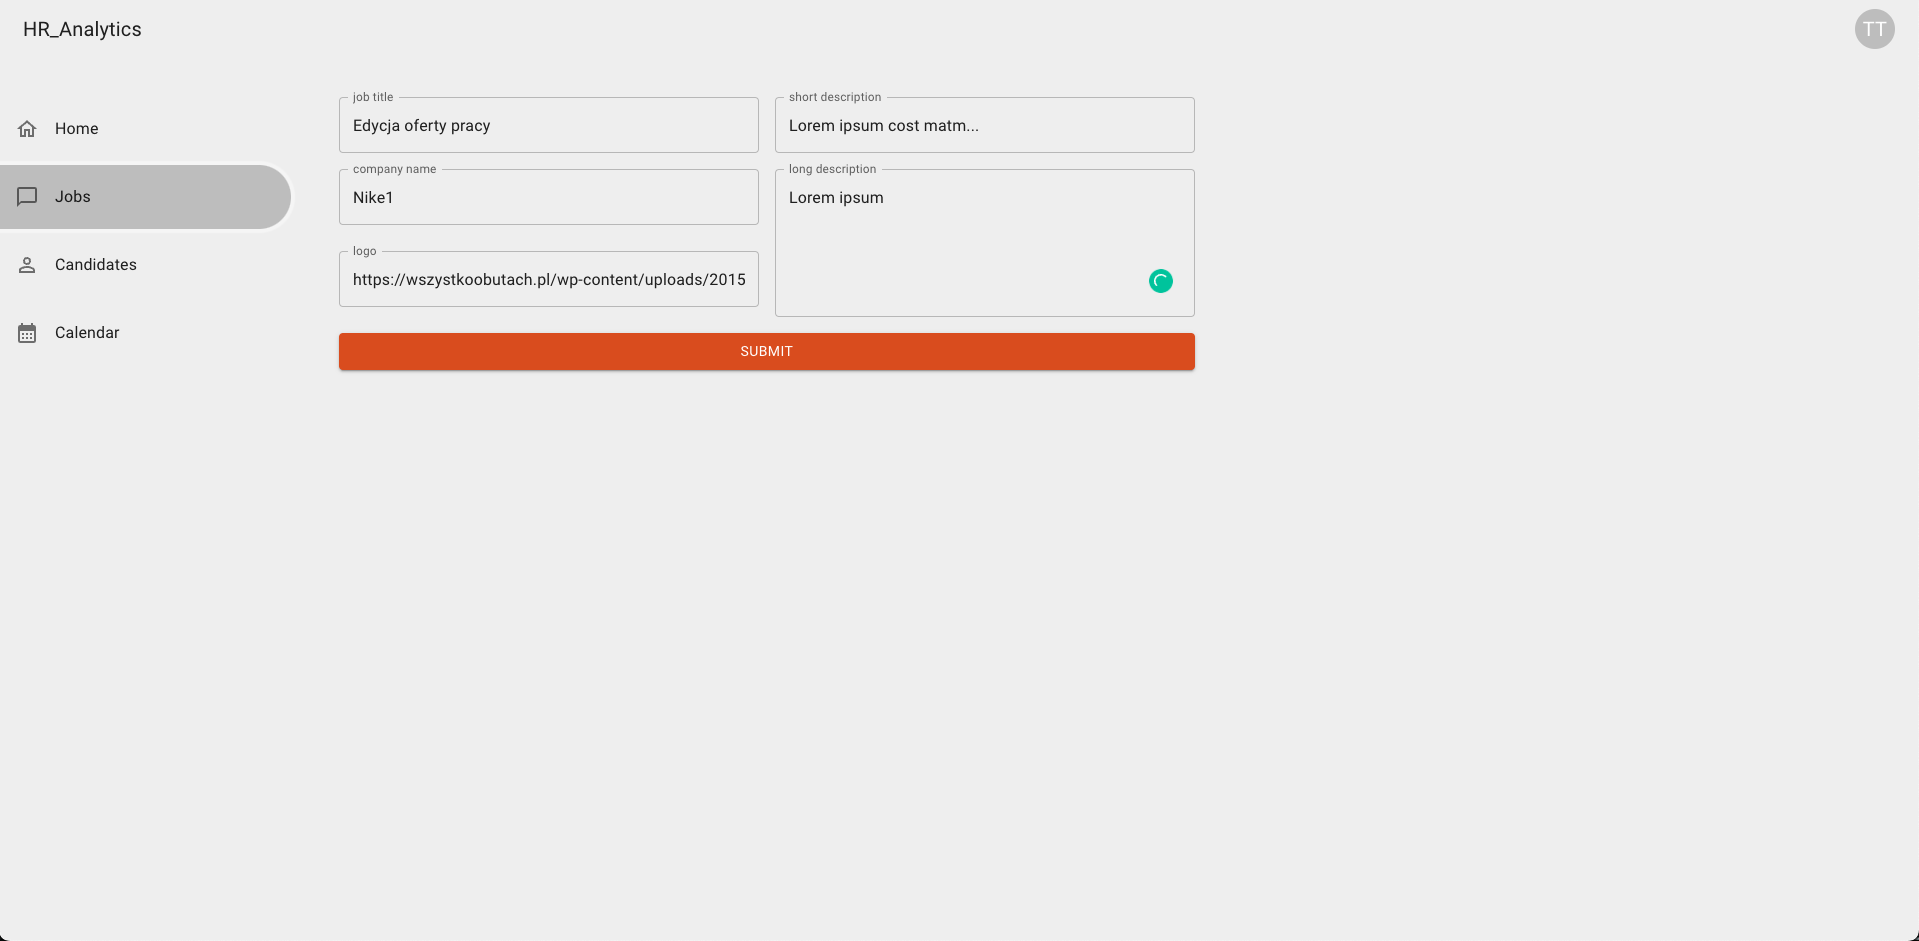 HR_Analytics
TT
Home
Jobs
Candidates
Calendar
job title
Edycja oferty pracy
short description
Lorem ipsum cost matm...
company name
Nike1
long description
Lorem ipsum
logo
https://wszystkoobutach.pl/wp-content/uploads/2015
SUBMIT